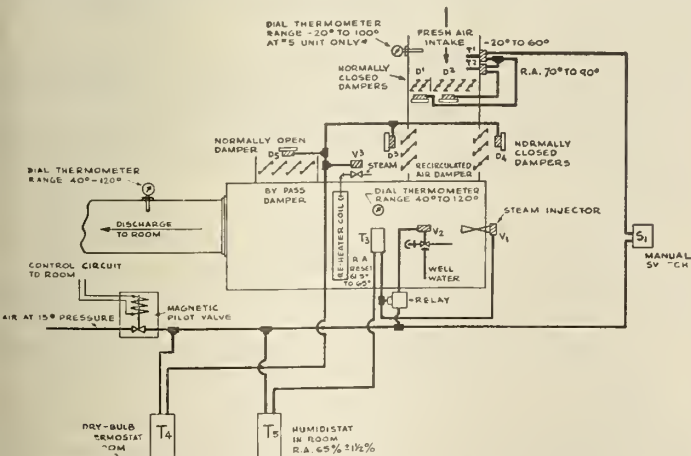 DIAL THERMOMETER
RANGE -20° TO 100°
AT #5 UNIT ONLY
FRESH AIR
INTAKE
-20° TO 60°
T1
T2
R.A. 70° TO 90°
NORMALLY
CLOSED
DAMPERS
D1
D2
NORMALLY OPEN
DAMPER
D5
V3
STEAM
D3
RECIRCULATED
AIR DAMPER
D4
NORMALLY
CLOSED
DAMPERS
DIAL THERMOMETER
RANGE 40°-120°
BY PASS
DAMPER
DIAL THERMOMETER
RANGE 40° TO 120°
STEAM INJECTOR
DISCHARGE
TO ROOM
RE-HEATER COIL
T3
V2
V1
S1
MANUAL
R.A.
RESET
61.5°
TO 65°
WELL
WATER
CONTROL CIRCUIT
TO ROOM
MAGNETIC
PILOT VALVE
RELAY
AIR AT 15# PRESSURE
DRY-BULB
T4
T5
HUMIDISTAT
IN ROOM
R.A. 65% ±1½%